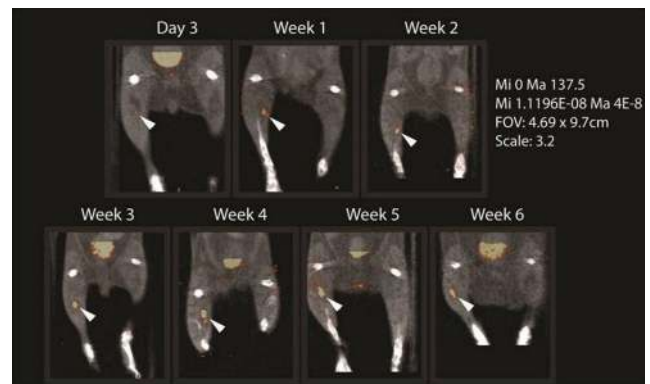 Day 3
Week 1
Week 2
Mi 0 Ma 137.5
Mi 1.1196E-08 Ma 4E-8
FOV: 4.69 x 9.7cm
Scale: 3.2
Week 3
Week 4
Week 5
Week 6